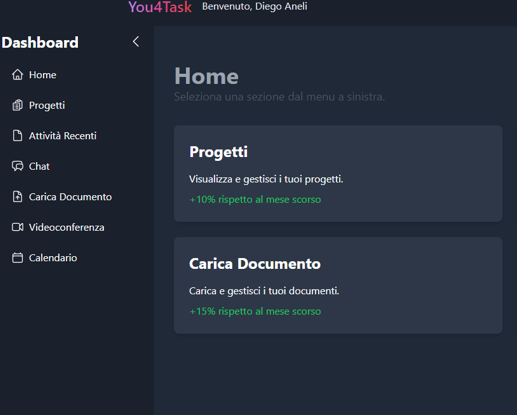 You4Task Benvenuto, Diego Aneli
Dashboard
Home
Progetti
Attività Recenti
Chat
Carica Documento
Videoconferenza
Calendario
Home
Seleziona una sezione dal menu a sinistra.
Progetti
Visualizza e gestisci i tuoi progetti.
+10% rispetto al mese scorso
Carica Documento
Carica e gestisci i tuoi documenti.
+15% rispetto al mese scorso